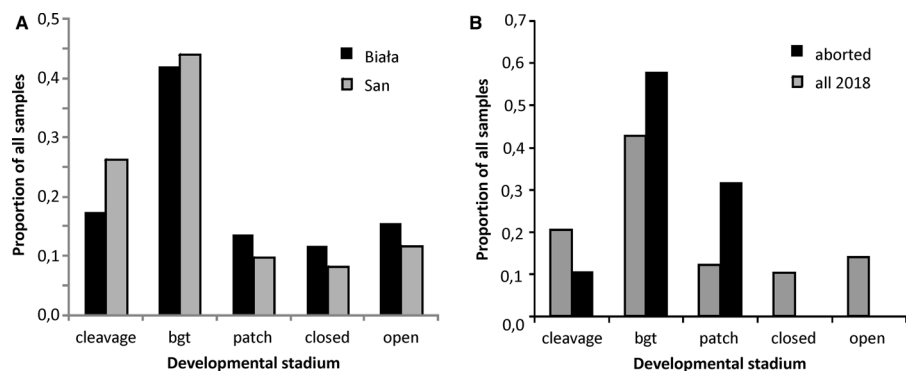 A
0,5
0,4
0,3
0,2
0,1
0,0
Proportion of all samples
Biała
San
cleavage bgt patch closed open
Developmental stadium
B
0,7
0,6
0,5
0,4
0,3
0,2
0,1
0,0
Proportion of all samples
aborted
all 2018
cleavage bgt patch closed open
Developmental stadium